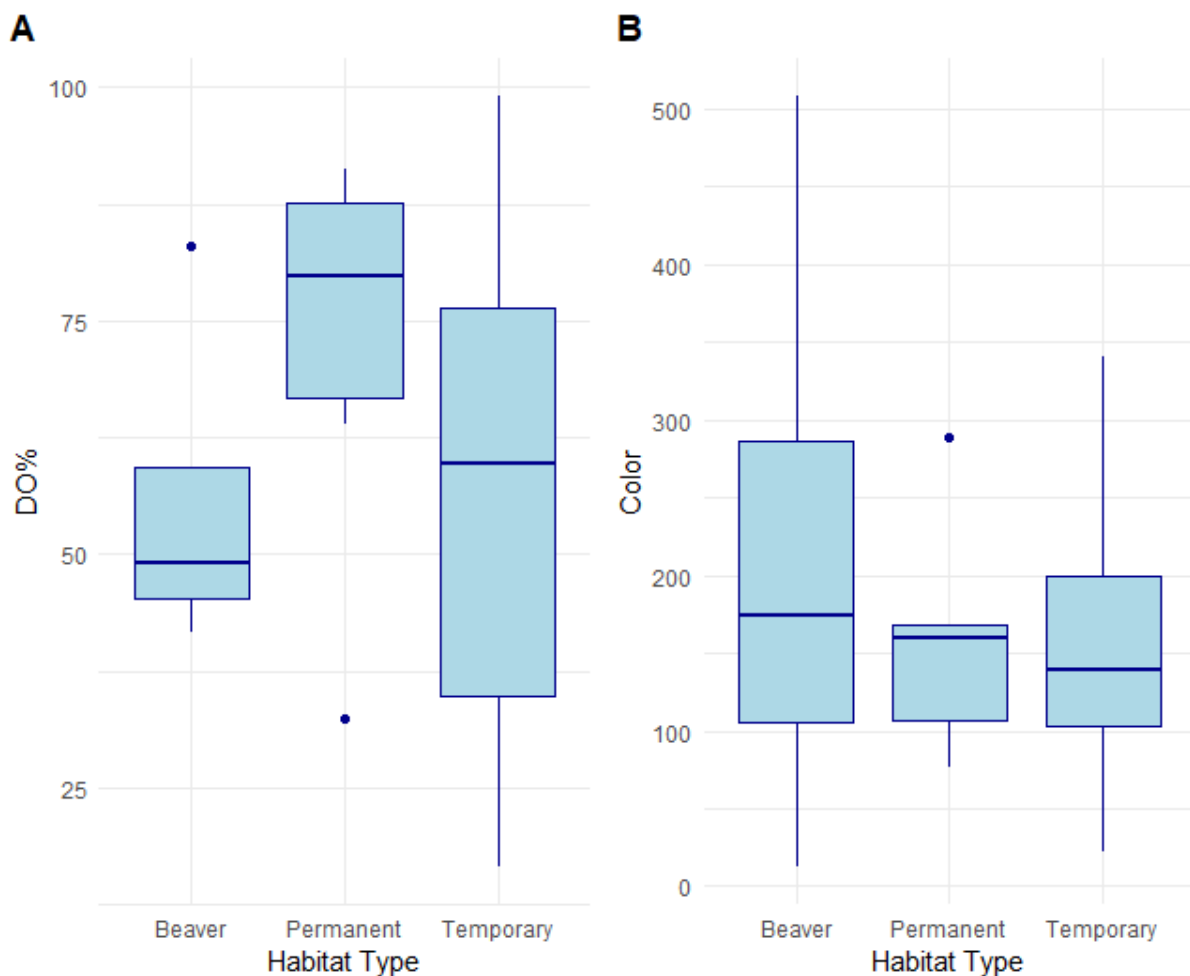 A
DO%
100
75
50
25
Beaver Permanent Temporary
Habitat Type
B
Color
500
400
300
200
100
0
Beaver Permanent Temporary
Habitat Type